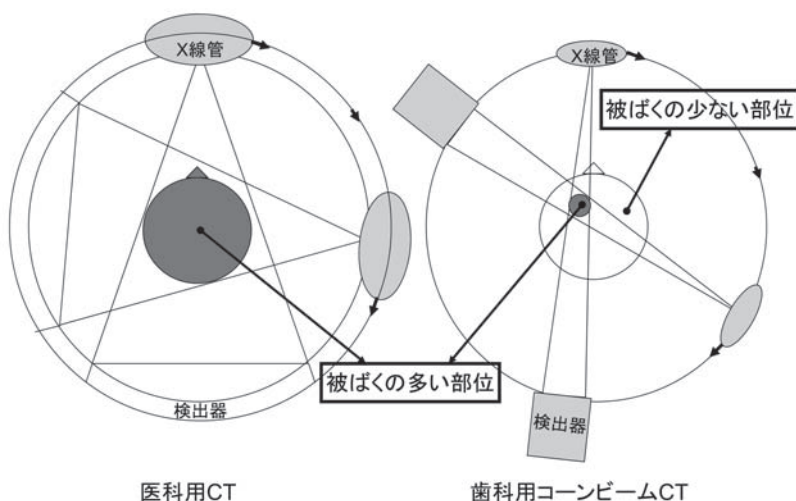 X線管
X線管
被ばくの少ない部位
被ばくの多い部位
検出器
検出器
医科用CT
歯科用コーンビームCT